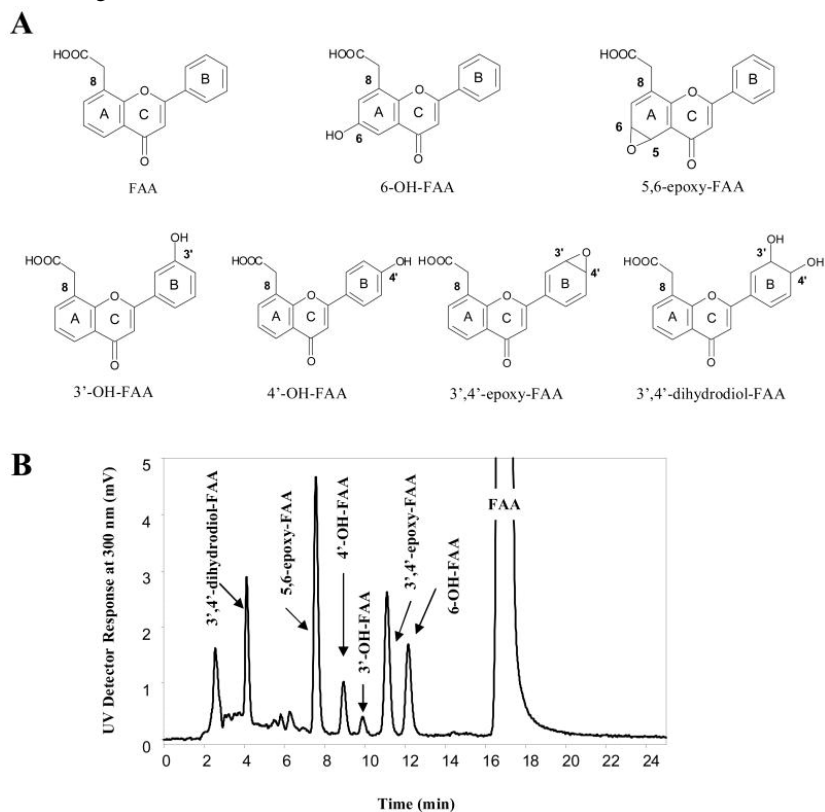 A
HOOC 8 O B A C O
FAA
HOOC 8 O B A C HO 6 O
6-OH-FAA
HOOC 8 O B A C 6 O 5 O
5,6-epoxy-FAA
OH 3' HOOC 8 O B A C O
3’-OH-FAA
HOOC 8 O B OH 4' A C O
4’-OH-FAA
3' O HOOC 8 O B 4' A C O
3’,4’-epoxy-FAA
OH 3' OH HOOC 8 O B 4' A C O
3’,4’-dihydrodiol-FAA
B
UV Detector Response at 300 nm (mV)
5
4
3
2
1
0
3’,4’-dihydrodiol-FAA
5,6-epoxy-FAA
4’-OH-FAA
3’-OH-FAA
3’,4’-epoxy-FAA
6-OH-FAA
FAA
0 2 4 6 8 10 12 14 16 18 20 22 24
Time (min)